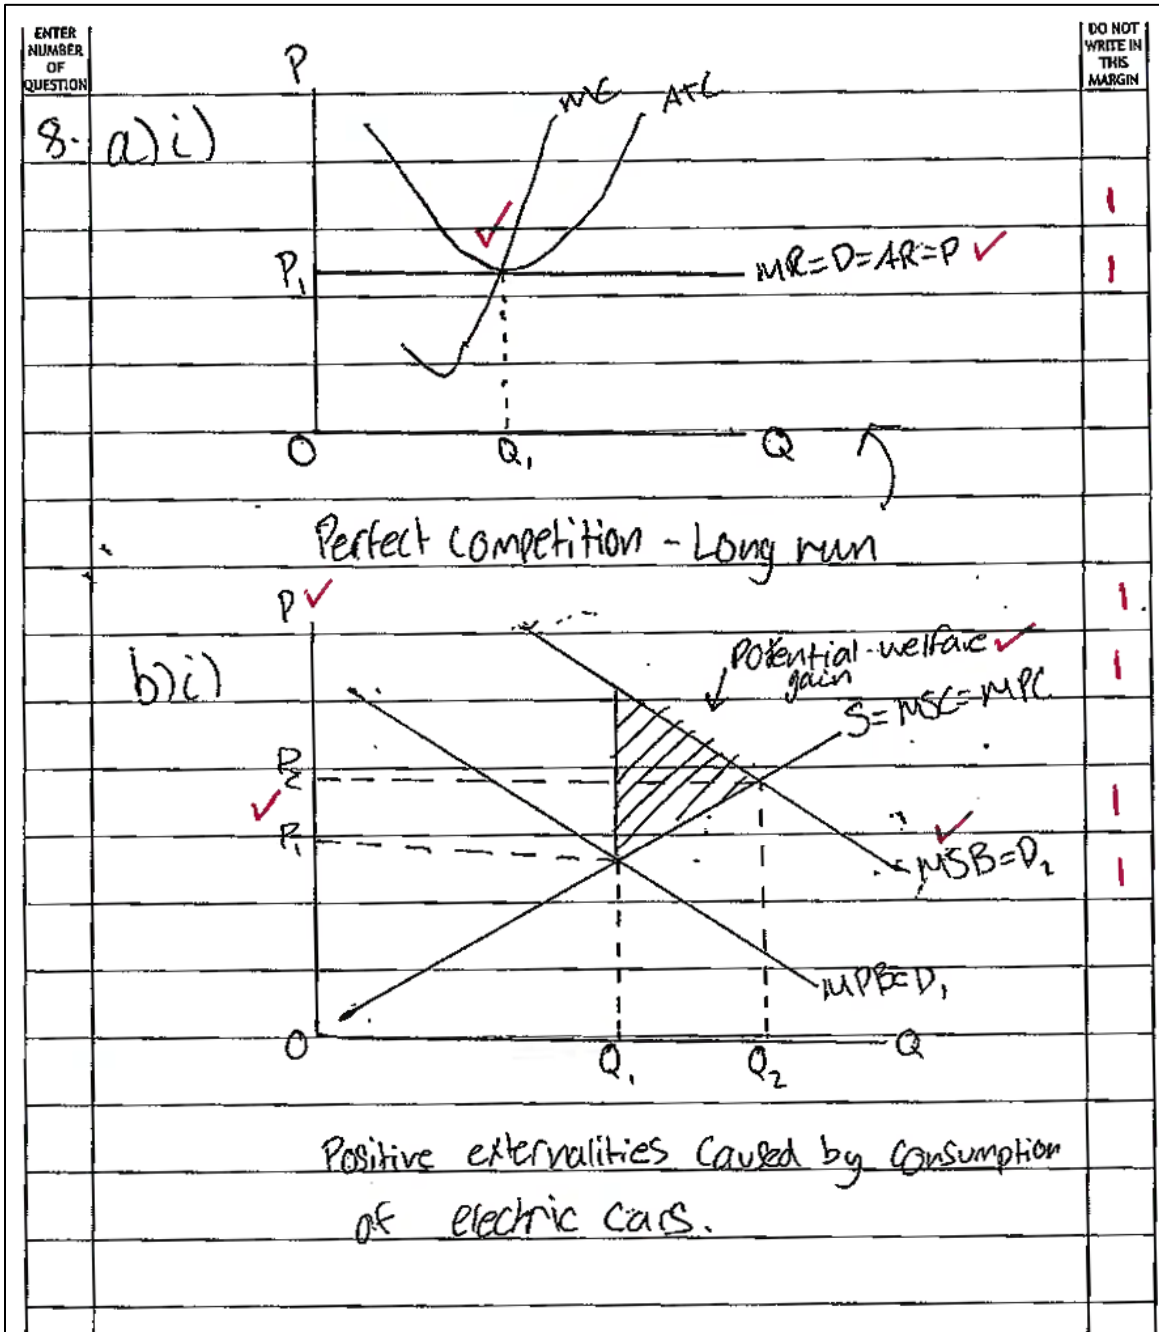 ENTER
NUMBER
OF
QUESTION
DO NOT
WRITE IN
THIS
MARGIN
8. a) i)
P
MC
ATC
1
P₁
MR=D=AR=P ✓
1
✓
O
Q₁
Q
Perfect competition - Long run
P ✓
1
b) i)
Potential welfare ✓
gain
1
S=MSC=MPC
P₂
✓
1
P₁
✓
MSB=D₂
1
MPB=D₁
O
Q₁
Q₂
Q
Positive externalities caused by consumption
of electric cars.